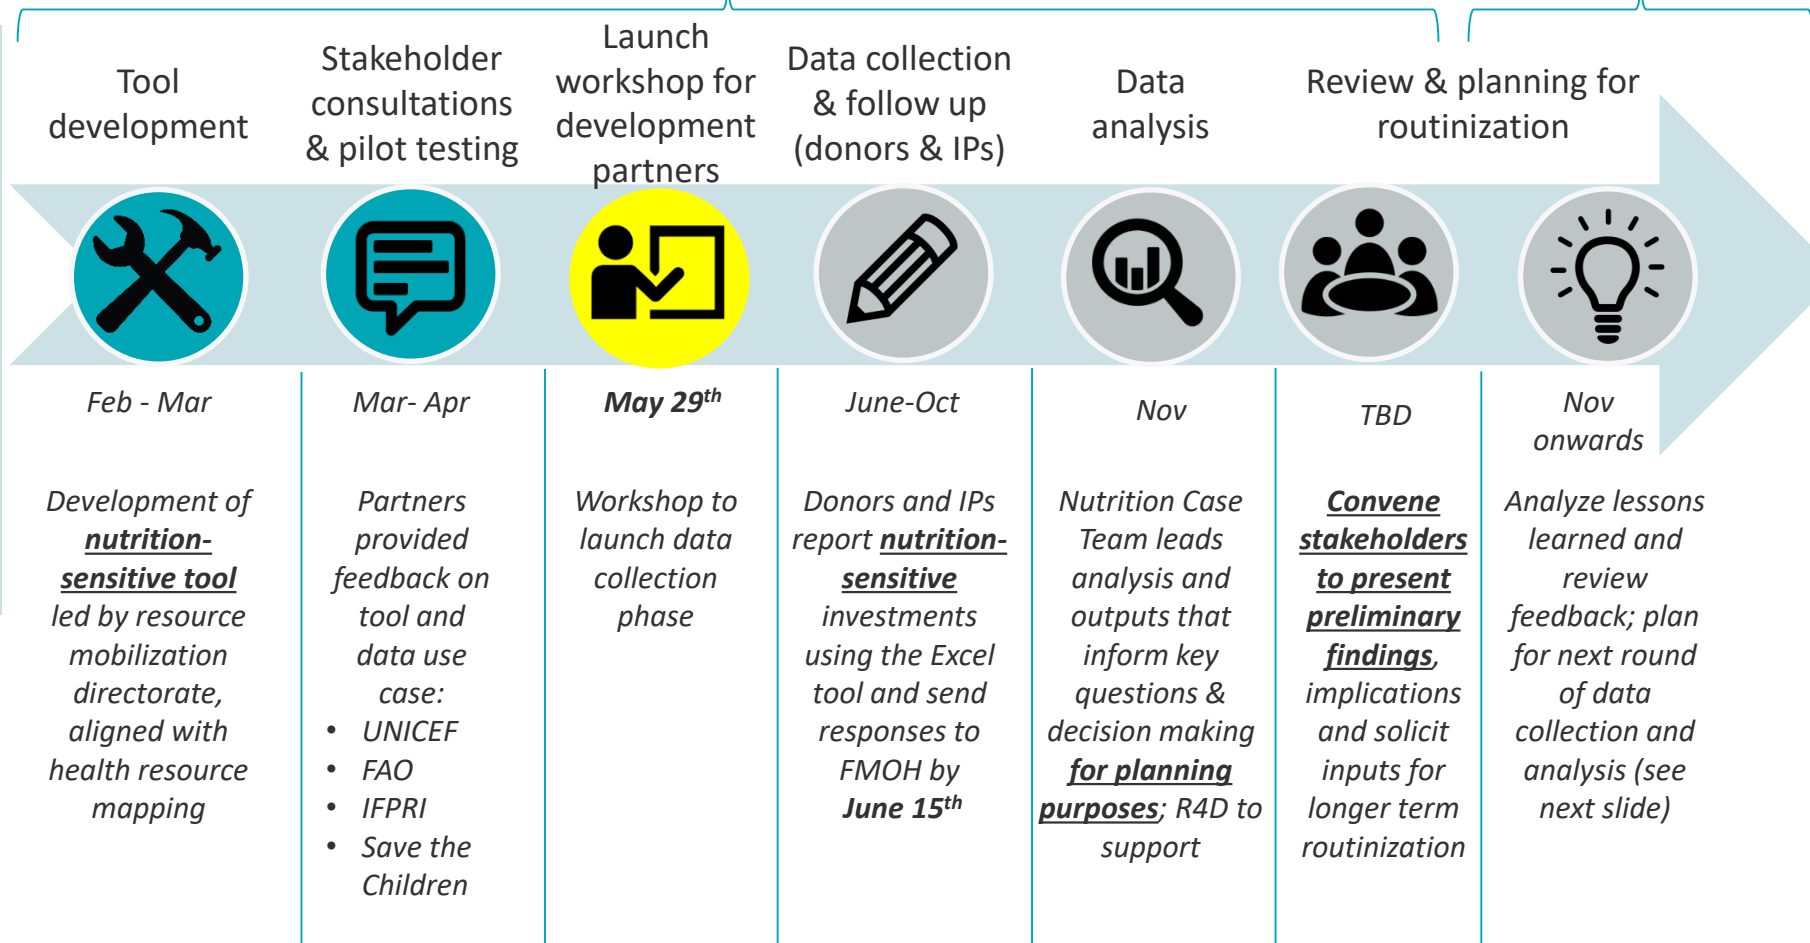 Tool
development
Stakeholder
consultations
& pilot testing
Launch
workshop for
development
partners
Data collection
& follow up
(donors & IPs)
Data
analysis
Review & planning for
routinization
Feb - Mar
Mar- Apr
May 29th
June-Oct
Nov
TBD
Nov
onwards
Development of
nutrition-
sensitive tool
led by resource
mobilization
directorate,
aligned with
health resource
mapping
Partners
provided
feedback on
tool and
data use
case:
• UNICEF
• FAO
• IFPRI
• Save the
Children
Workshop to
launch data
collection
phase
Donors and IPs
report nutrition-
sensitive
investments
using the Excel
tool and send
responses to
FMOH by
June 15th
Nutrition Case
Team leads
analysis and
outputs that
inform key
questions &
decision making
for planning
purposes; R4D to
support
Convene
stakeholders
to present
preliminary
findings,
implications
and solicit
inputs for
longer term
routinization
Analyze lessons
learned and
review
feedback; plan
for next round
of data
collection and
analysis (see
next slide)